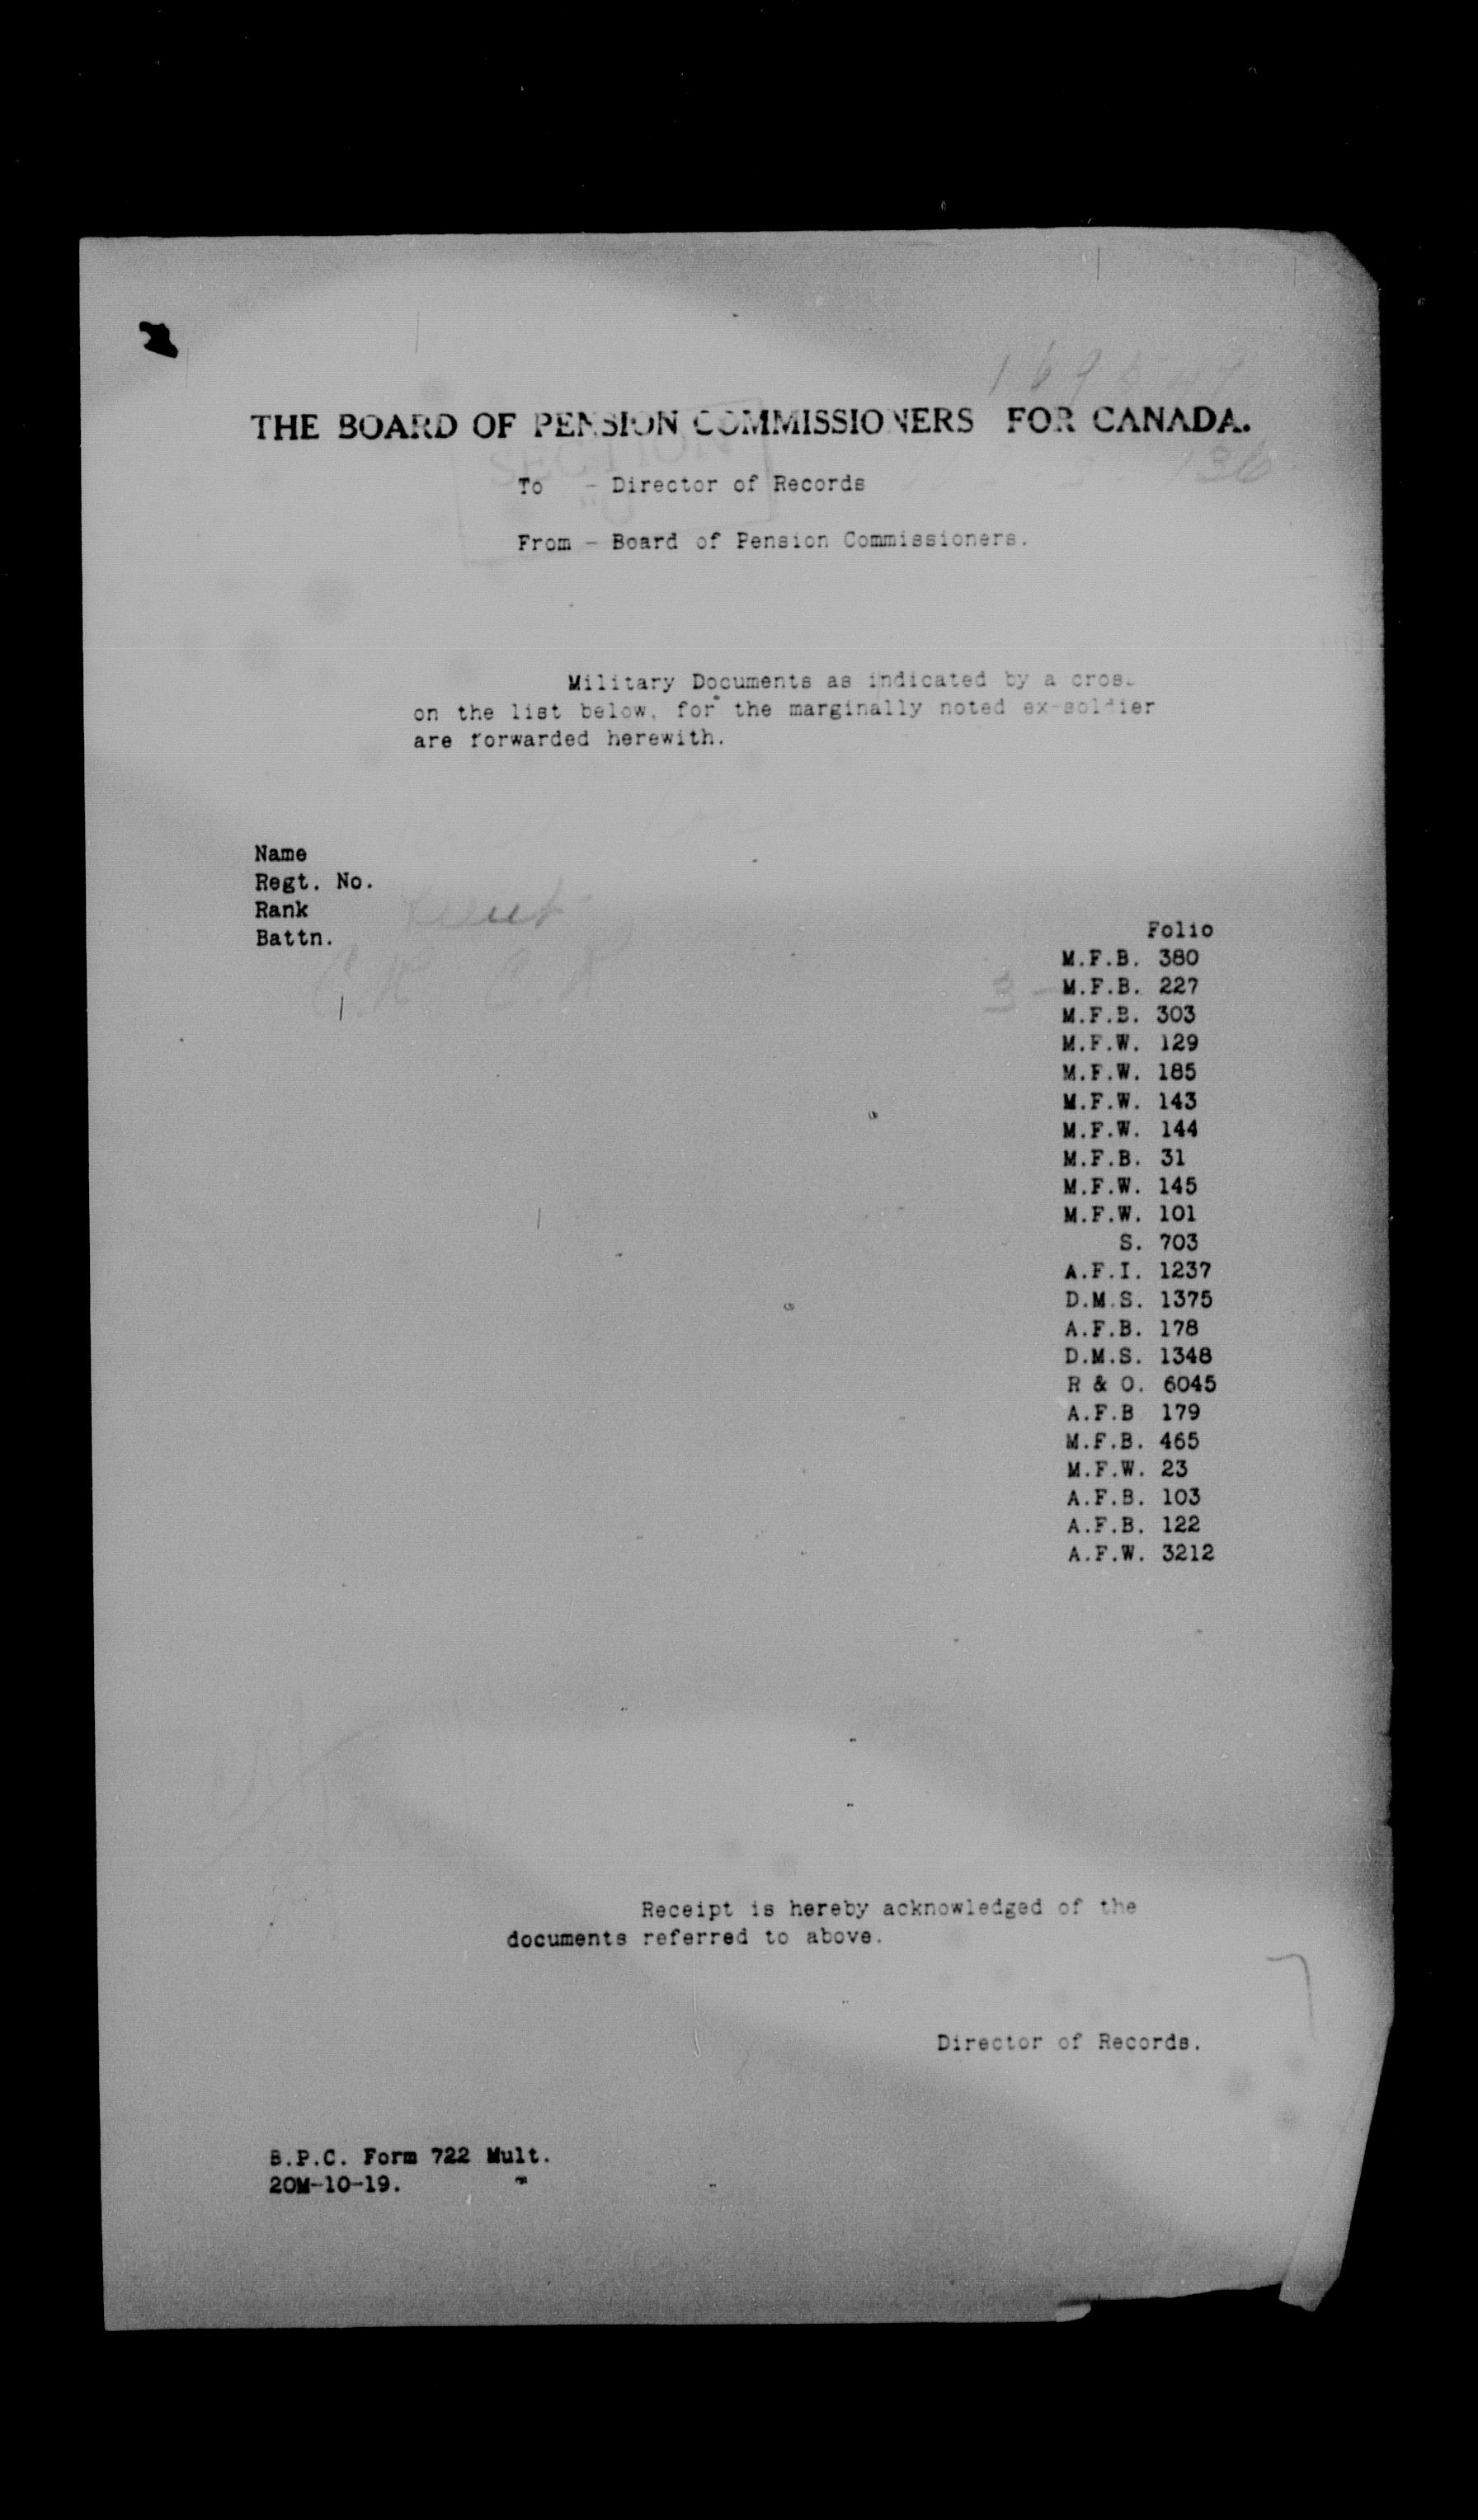 THE BOARD OF PENSION COMMISSIONERS FOR CANADA.
SECTION
To - Director of Records
From - Board of Pension Commissioners.
Military Documents as indicated by a cross
on the list below, for the marginally noted ex-soldier
are forwarded herewith.
Name
Regt. No.
Rank Lieut.
Battn.
Folio
M.F.B. 380
3 - M.F.B. 227
M.F.B. 303
M.F.W. 129
M.F.W. 185
M.F.W. 143
M.F.W. 144
M.F.B. 31
M.F.W. 145
M.F.W. 101
S. 703
A.F.I. 1237
D.M.S. 1375
A.F.B. 178
D.M.S. 1348
R & O. 6045
A.F.B 179
M.F.B. 465
M.F.W. 23
A.F.B. 103
A.F.B. 122
A.F.W. 3212
Receipt is hereby acknowledged of the
documents referred to above.
Director of Records.
B.P.C. Form 722 Mult.
20M-10-19.